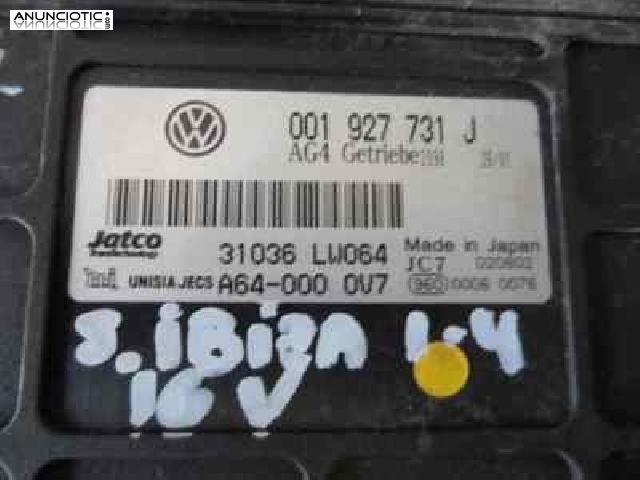 ANUNCIOTIC
001 927 731 J
AG4 Getriebe
Jatco 31036 LW064 Made in Japan
JC7
UNISIA JECS A64-000 0V7
S. iBiZA 1.4
16 V